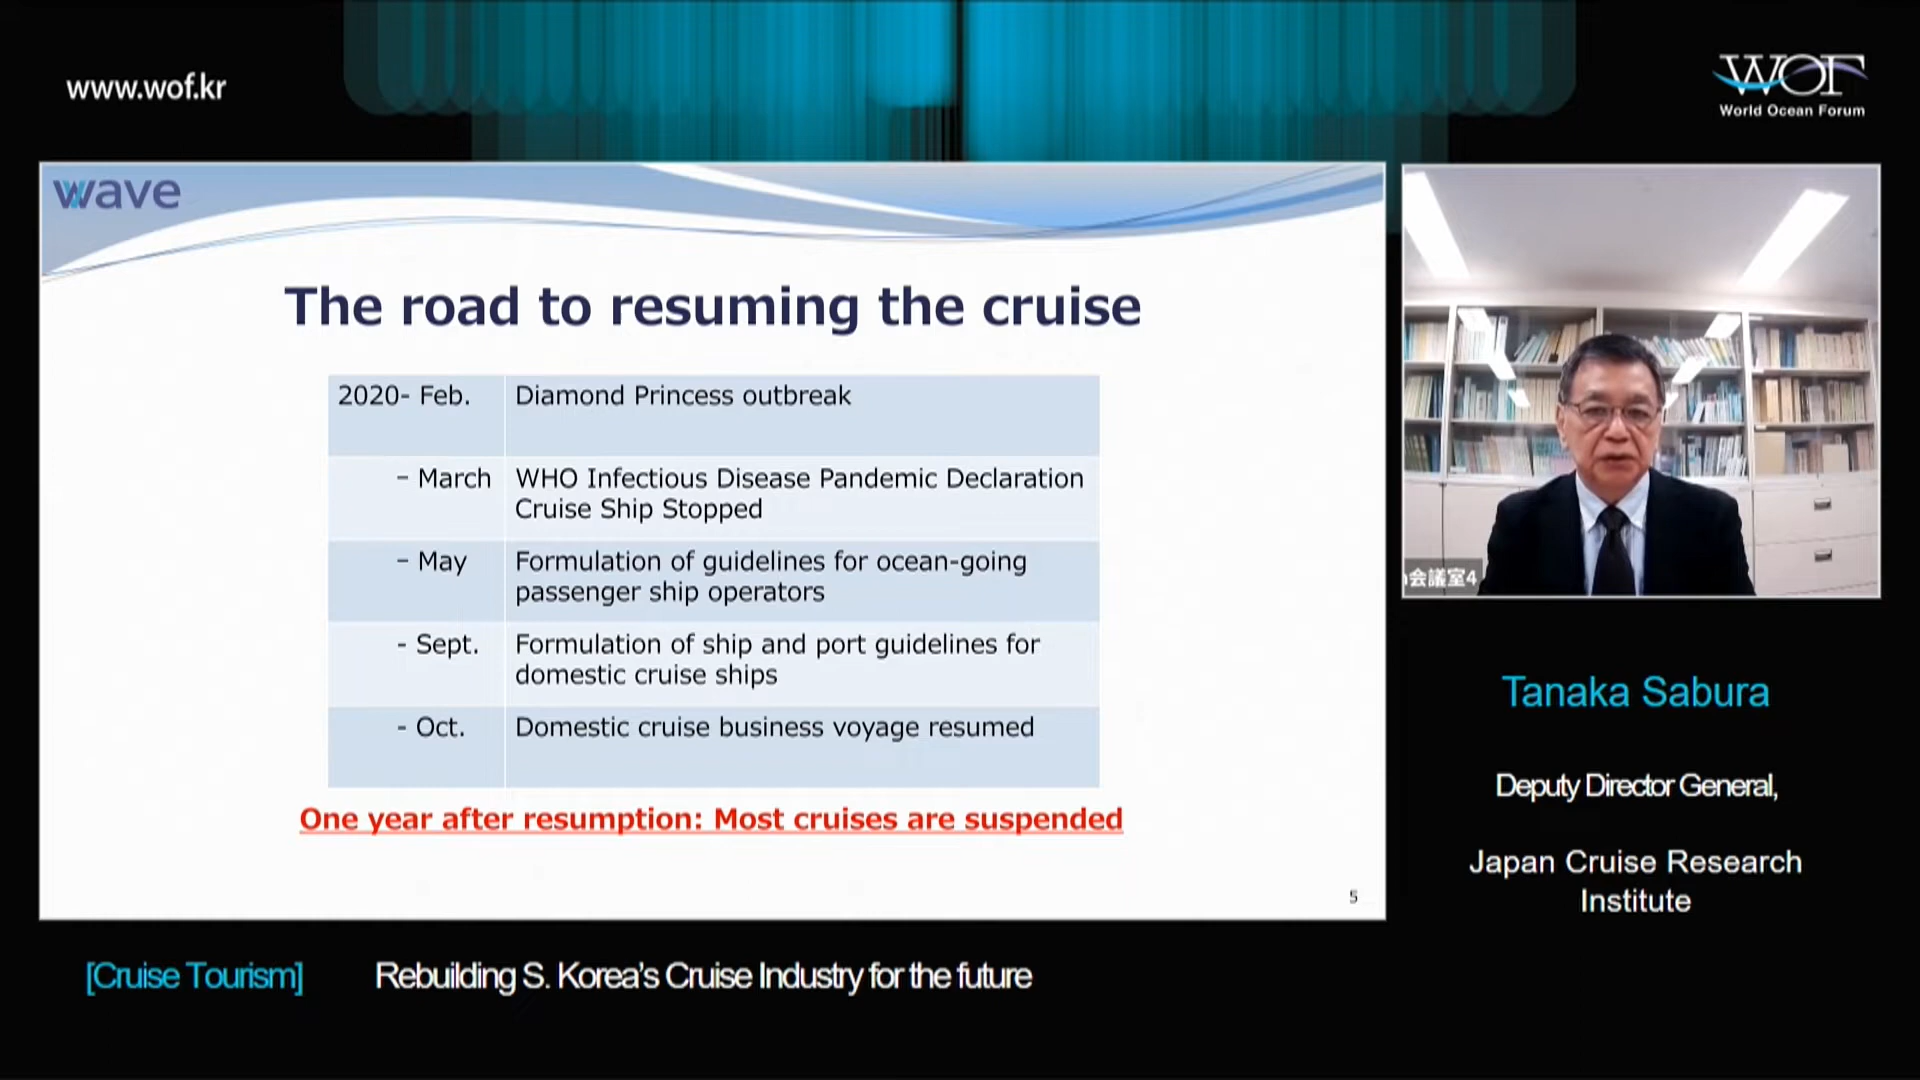 www.wof.kr
WOF
World Ocean Forum
wave
The road to resuming the cruise
2020- Feb.
Diamond Princess outbreak
- March
WHO Infectious Disease Pandemic Declaration
Cruise Ship Stopped
- May
Formulation of guidelines for ocean-going
passenger ship operators
- Sept.
Formulation of ship and port guidelines for
domestic cruise ships
- Oct.
Domestic cruise business voyage resumed
One year after resumption: Most cruises are suspended
5
会議室4
Tanaka Sabura
Deputy Director General,
Japan Cruise Research
Institute
[Cruise Tourism]
Rebuilding S. Korea's Cruise Industry for the future